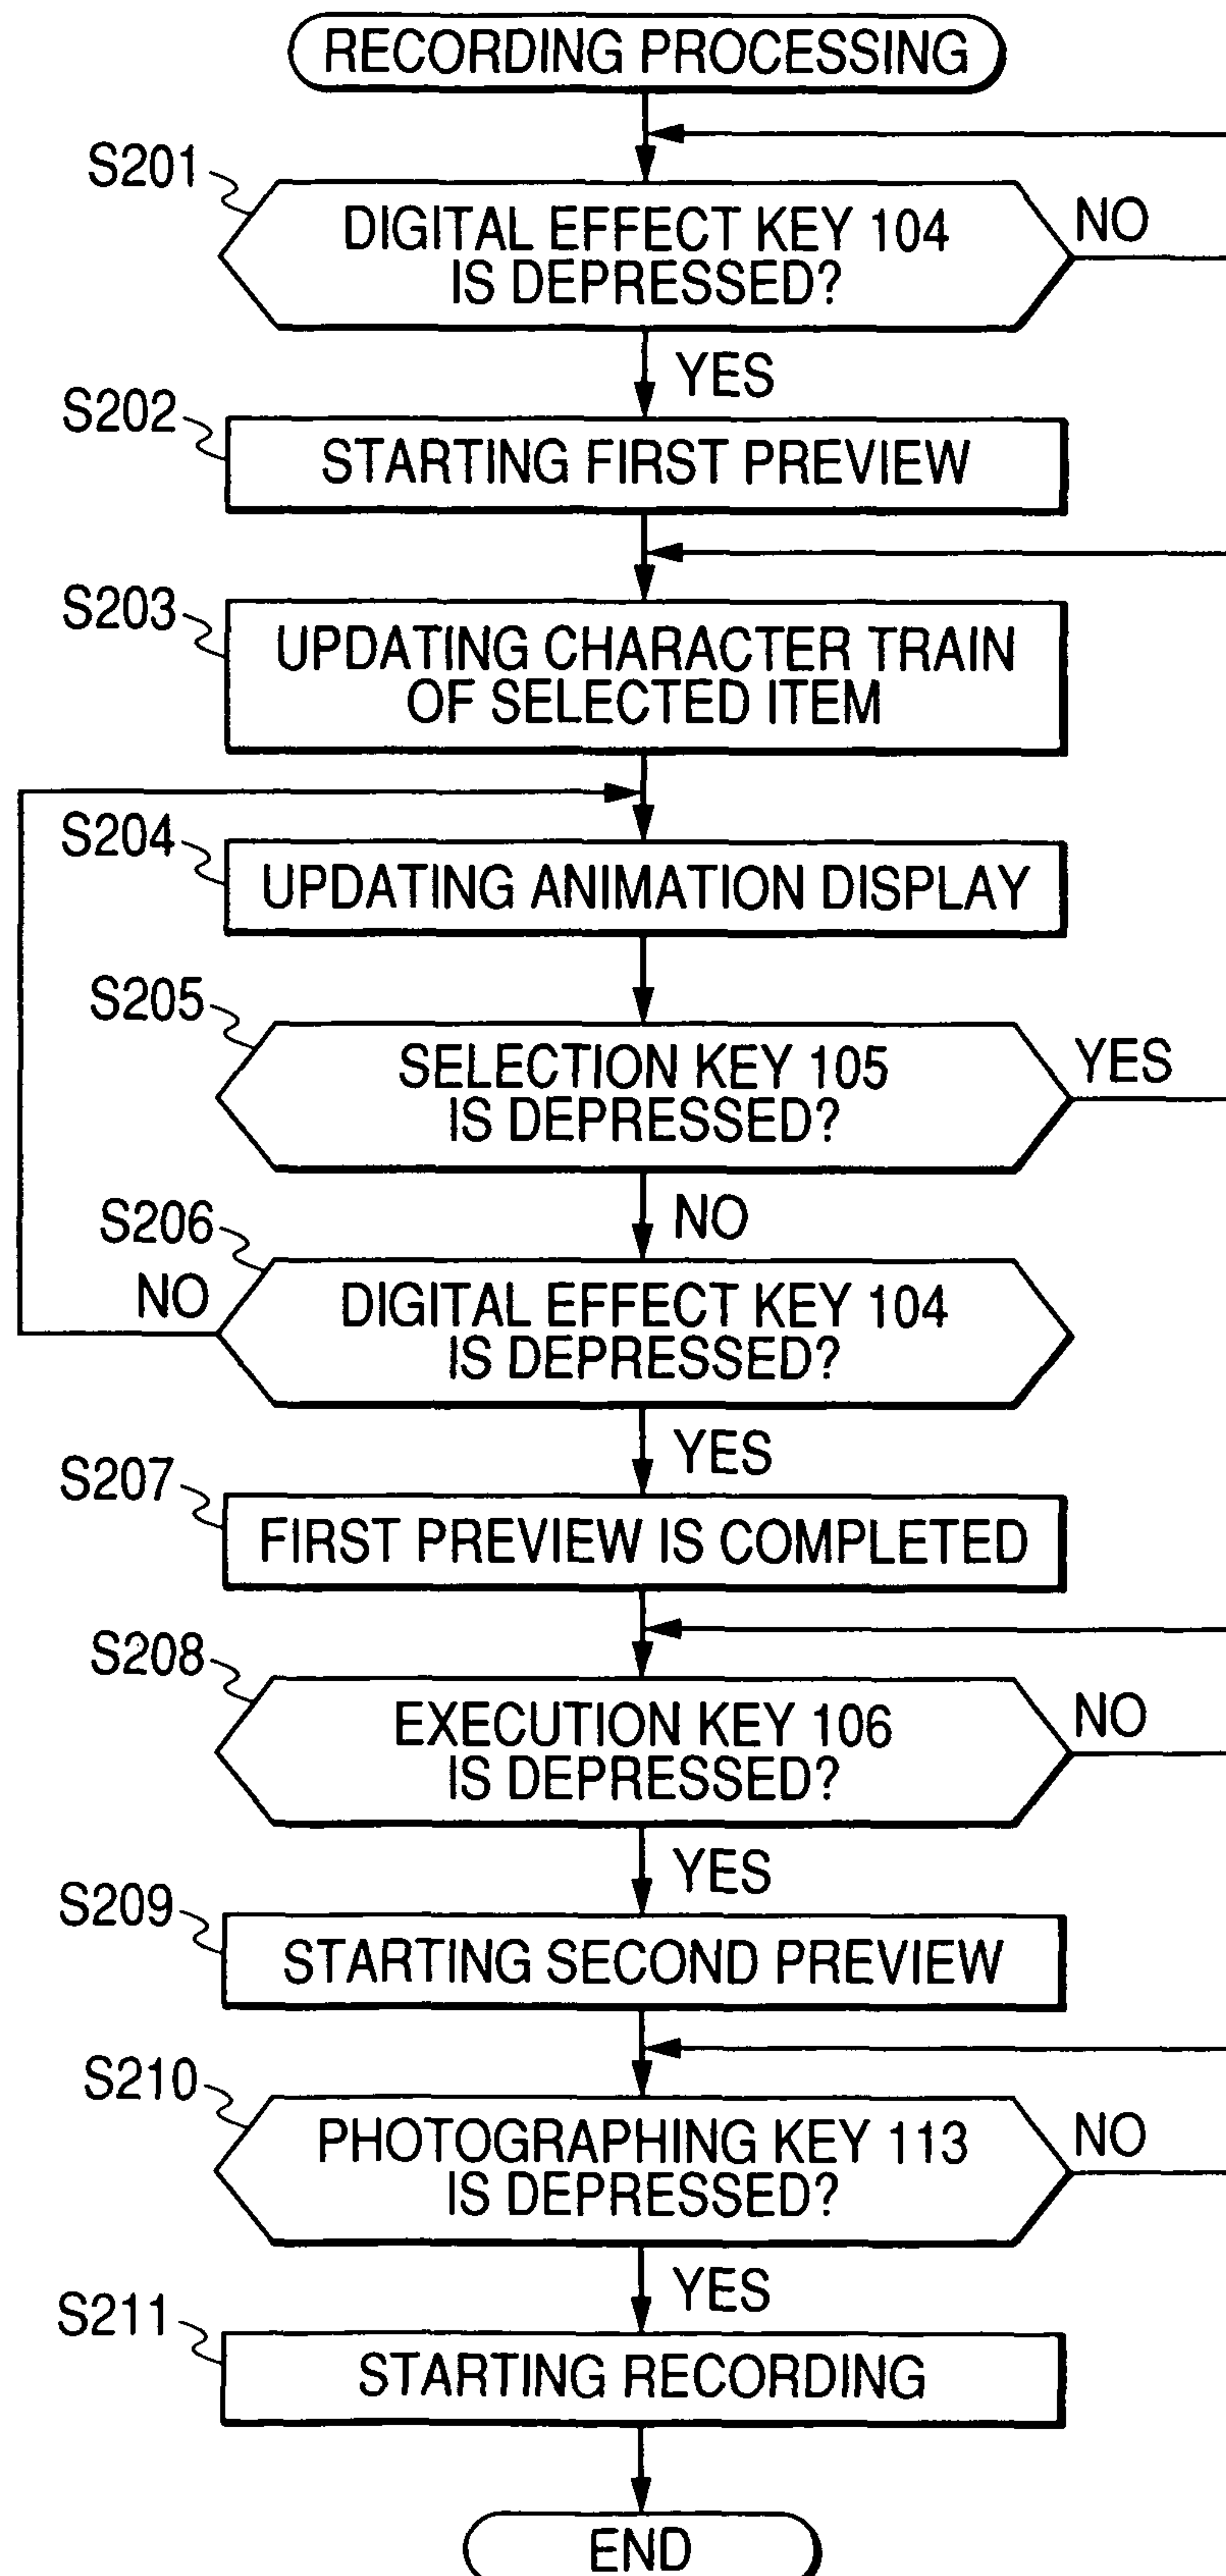 RECORDING PROCESSING
S201
DIGITAL EFFECT KEY 104
IS DEPRESSED?
NO
YES
S202
STARTING FIRST PREVIEW
S203
UPDATING CHARACTER TRAIN
OF SELECTED ITEM
S204
UPDATING ANIMATION DISPLAY
S205
SELECTION KEY 105
IS DEPRESSED?
YES
NO
S206
NO
DIGITAL EFFECT KEY 104
IS DEPRESSED?
YES
S207
FIRST PREVIEW IS COMPLETED
S208
EXECUTION KEY 106
IS DEPRESSED?
NO
YES
S209
STARTING SECOND PREVIEW
S210
PHOTOGRAPHING KEY 113
IS DEPRESSED?
NO
YES
S211
STARTING RECORDING
END